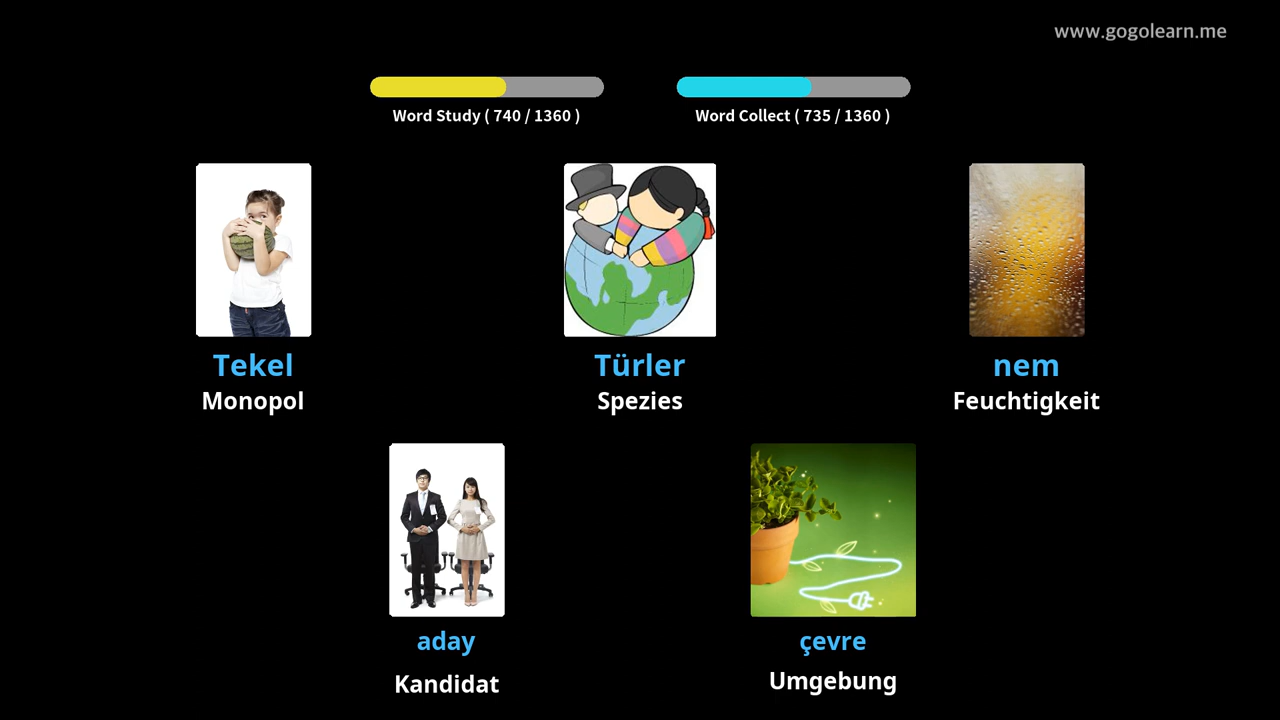 www.gogolearn.me
Word Study ( 740 / 1360 )
Word Collect ( 735 / 1360 )
Tekel
Monopol
Türler
Spezies
nem
Feuchtigkeit
aday
Kandidat
çevre
Umgebung